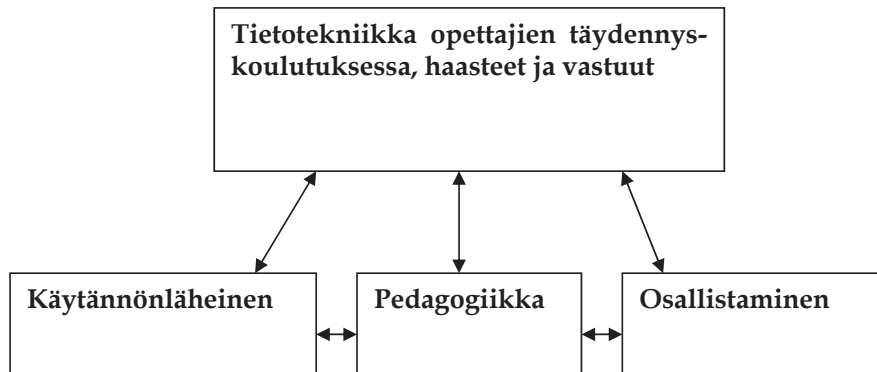 Tietotekniikka opettajien täydennys-
koulutuksessa, haasteet ja vastuut
Käytännönläheinen
Pedagogiikka
Osallistaminen